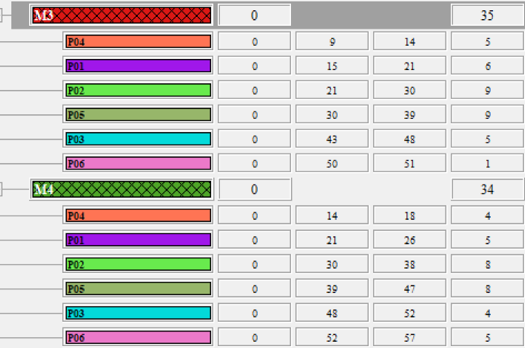 M3 0 35
P04 0 9 14 5
P01 0 15 21 6
P02 0 21 30 9
P05 0 30 39 9
P03 0 43 48 5
P06 0 50 51 1
M4 0 34
P04 0 14 18 4
P01 0 21 26 5
P02 0 30 38 8
P05 0 39 47 8
P03 0 48 52 4
P06 0 52 57 5